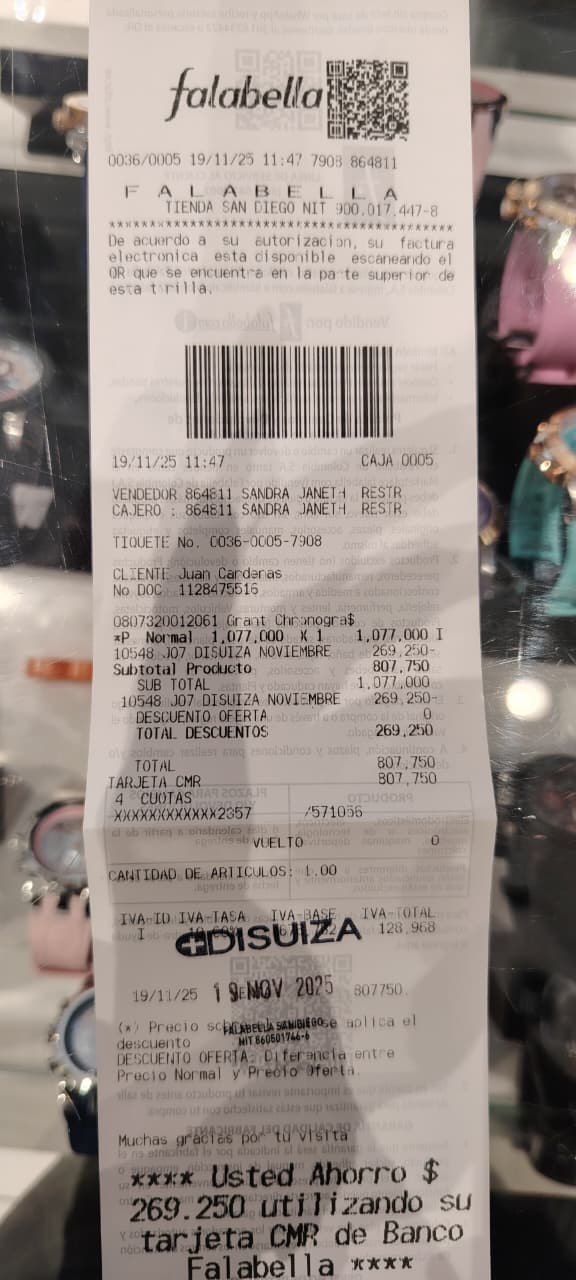 falabella
0036/0005 19/11/25 11:47 7908 864811
F A L A B E L L A
TIENDA SAN DIEGO NIT 900.017.447-8
****************************************
De acuerdo a su autorizacion, su factura
electronica esta disponible escaneando el
QR que se encuentra en la parte superior de
esta tirilla.
19/11/25 11:47 CAJA 0005
VENDEDOR 864811 SANDRA JANETH RESTR
CAJERO : 864811 SANDRA JANETH RESTR
TIQUETE No. 0036-0005-7908
CLIENTE Juan Cardenas
No DOC 1128475516
0807320012061 Grant Chronogra$
*P. Normal 1,077,000 X 1 1,077,000 I
10548 J07 DISUIZA NOVIEMBRE 269,250-
Subtotal Producto 807,750
SUB TOTAL 1,077,000
10548 J07 DISUIZA NOVIEMBRE 269,250-
DESCUENTO OFERTA 0
TOTAL DESCUENTOS 269,250
TOTAL 807,750
TARJETA CMR 807,750
4 CUOTAS
XXXXXXXXXXXX2357 /571056
VUELTO 0
CANTIDAD DE ARTICULOS: 1.00
IVA-ID IVA-TASA IVA-BASE IVA-TOTAL
I 128,968
DISUIZA
19/11/25 19 NOV 2025 807750.
(*) Precio aplica el
FALABELLA SAN DIEGO
descuento
NIT 860501766-6
DESCUENTO OFERTA: Diferencia entre
Precio Normal y Precio Oferta.
Muchas gracias por tu visita
**** Usted Ahorro $
269.250 utilizando su
tarjeta CMR de Banco
Falabella ****